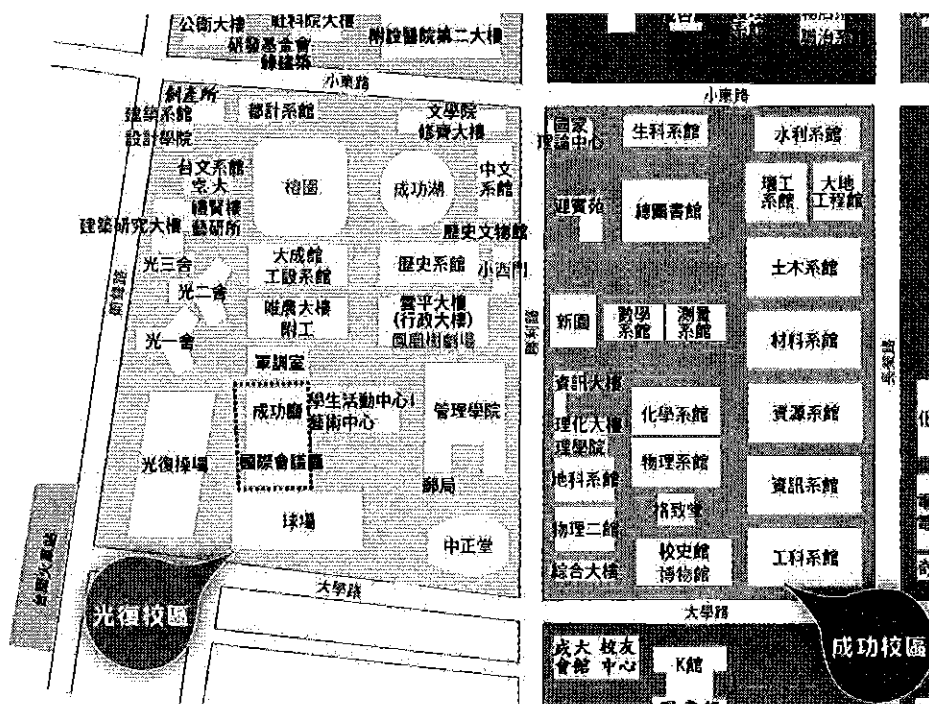 公衛大樓
社科院大樓
研發基金會
附設醫院第二大樓
小東路
小東路
創產所
建築系館
設計學院
都計系館
文學院
修齊大樓
台文系館
空大
禮賢樓
藝研所
榕園
成功湖
中文
系館
建築研究大樓
歷史文物館
光三舍
光二舍
大成館
工設系館
歷史系館
小西門
唯農大樓
附工
雲平大樓
(行政大樓)
鳳凰樹劇場
勝利路
光一舍
軍訓室
成功廳
學生活動中心
藝術中心
管理學院
光復操場
國際會議廳
郵局
球場
中正堂
大學路
光復校區
國家
理論中心
生科系館
水利系館
迎賓苑
總圖書館
環工
系館
大地
工程館
土木系館
新園
數學
系館
測量
系館
材料系館
資訊大樓
理化大樓
理學院
化學系館
資源系館
地科系館
物理系館
資訊系館
格致堂
物理二館
綜合大樓
校史館
博物館
工科系館
大學路
成功校區
成大 校友
會館 中心
K館